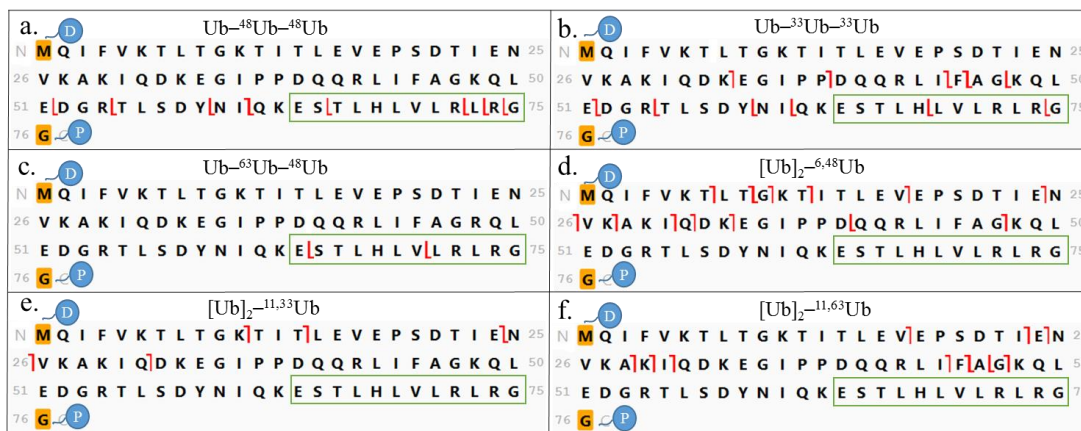 a.
Ub–⁴⁸Ub–⁴⁸Ub
D
N M Q I F V K T L T G K T I T L E V E P S D T I E N 25
26 V K A K I Q D K E G I P P D Q Q R L I F A G K Q L 50
51 E D G R T L S D Y N I Q K E S T L H L V L R L R G 75
76 G C P
b.
Ub–³³Ub–³³Ub
D
N M Q I F V K T L T G K T I T L E V E P S D T I E N 25
26 V K A K I Q D K E G I P P D Q Q R L I F A G K Q L 50
51 E D G R T L S D Y N I Q K E S T L H L V L R L R G 75
76 G C P
c.
Ub–⁶³Ub–⁴⁸Ub
D
N M Q I F V K T L T G K T I T L E V E P S D T I E N 25
26 V K A K I Q D K E G I P P D Q Q R L I F A G R Q L 50
51 E D G R T L S D Y N I Q K E S T L H L V L R L R G 75
76 G C P
d.
[Ub]₂–⁶,⁴⁸Ub
D
N M Q I F V K T L T G K T I T L E V E P S D T I E N 25
26 V K A K I Q D K E G I P P D Q Q R L I F A G K Q L 50
51 E D G R T L S D Y N I Q K E S T L H L V L R L R G 75
76 G C P
e.
[Ub]₂–¹¹,³³Ub
D
N M Q I F V K T L T G K T I T L E V E P S D T I E N 25
26 V K A K I Q D K E G I P P D Q Q R L I F A G K Q L 50
51 E D G R T L S D Y N I Q K E S T L H L V L R L R G 75
76 G C P
f.
[Ub]₂–¹¹,⁶³Ub
D
N M Q I F V K T L T G K T I T L E V E P S D T I E N 25
26 V K A K I Q D K E G I P P D Q Q R L I F A G K Q L 50
51 E D G R T L S D Y N I Q K E S T L H L V L R L R G 75
76 G C P